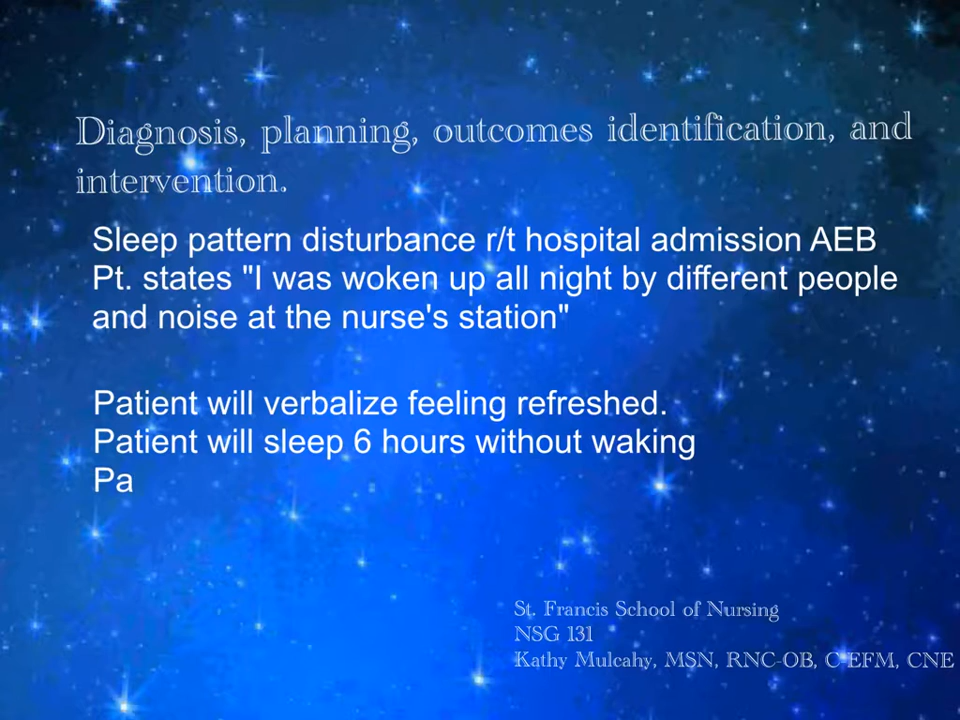 Diagnosis, planning, outcomes identification, and
intervention.
Sleep pattern disturbance r/t hospital admission AEB
Pt. states "I was woken up all night by different people
and noise at the nurse's station"
Patient will verbalize feeling refreshed.
Patient will sleep 6 hours without waking
Pa
St. Francis School of Nursing
NSG 131
Kathy Mulcahy, MSN, RNC-OB, C-EFM, CNE